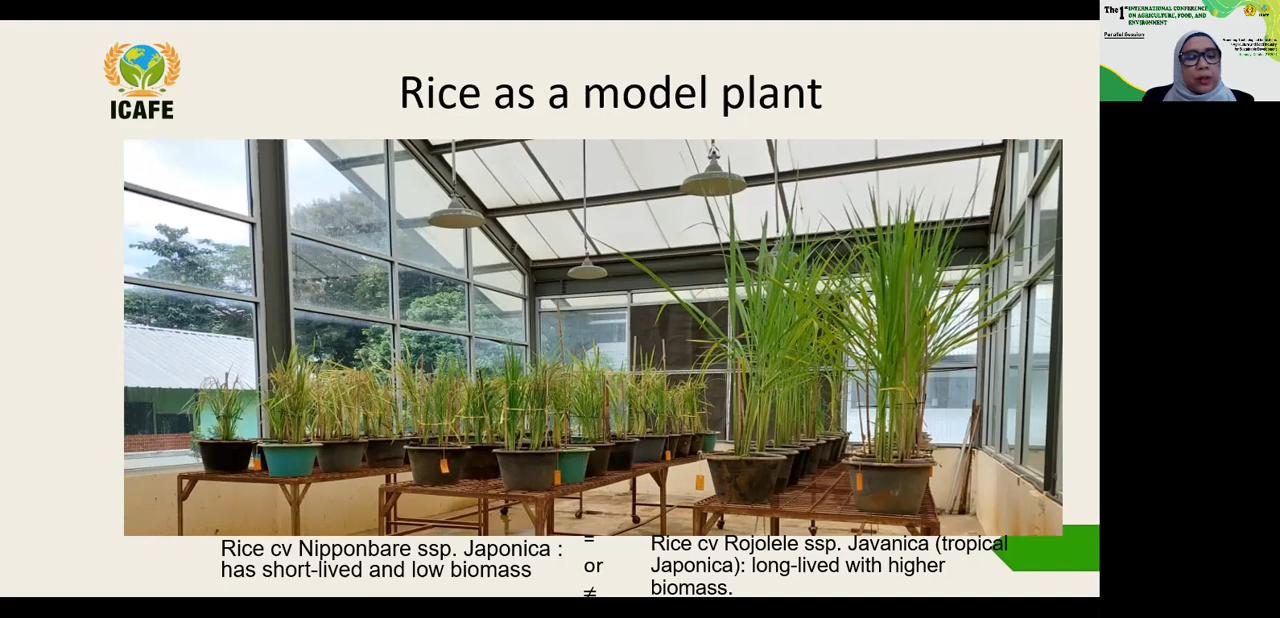 ICAFE
Rice as a model plant
Rice cv Nipponbare ssp. Japonica :
has short-lived and low biomass
=
or
≠
Rice cv Rojolele ssp. Javanica (tropical
Japonica): long-lived with higher
biomass.
The 1st INTERNATIONAL CONFERENCE
ON AGRICULTURE, FOOD, AND
ENVIRONMENT
Parallel Session